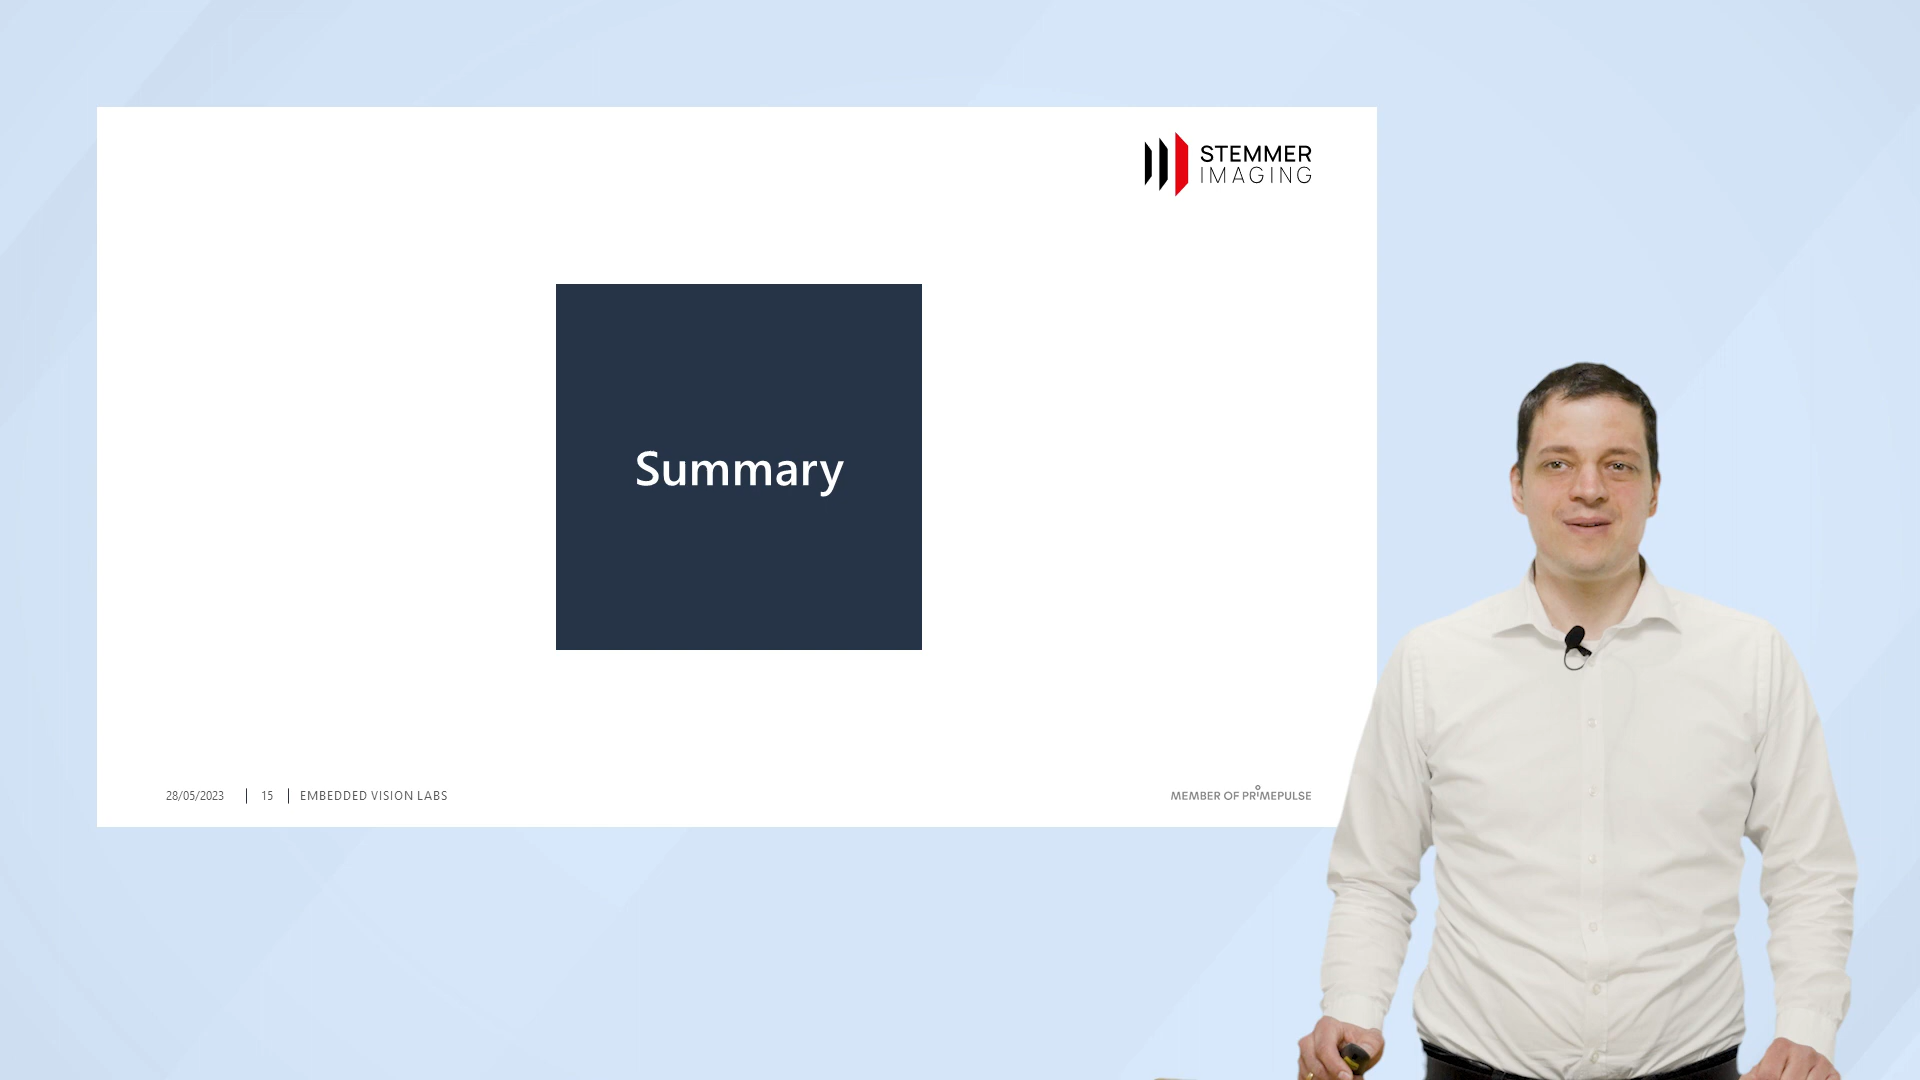 STEMMER
IMAGING
Summary
28/05/2023 | 15 | EMBEDDED VISION LABS
MEMBER OF PRIMEPULSE